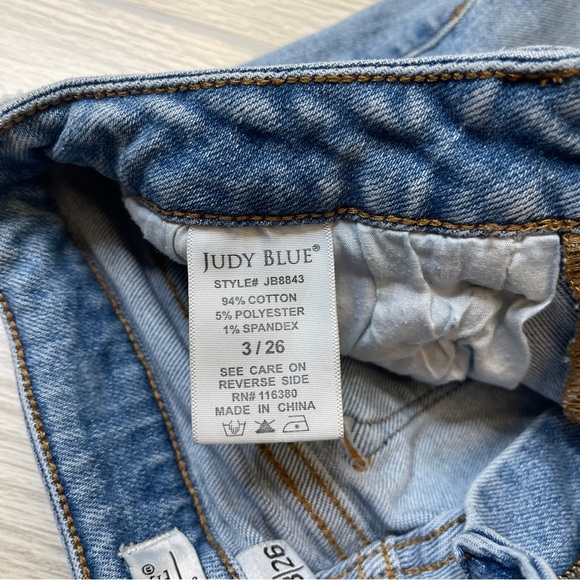 JUDY BLUE®
STYLE# JB8843
94% COTTON
5% POLYESTER
1% SPANDEX
3 / 26
SEE CARE ON
REVERSE SIDE
RN# 116380
MADE IN CHINA
/26